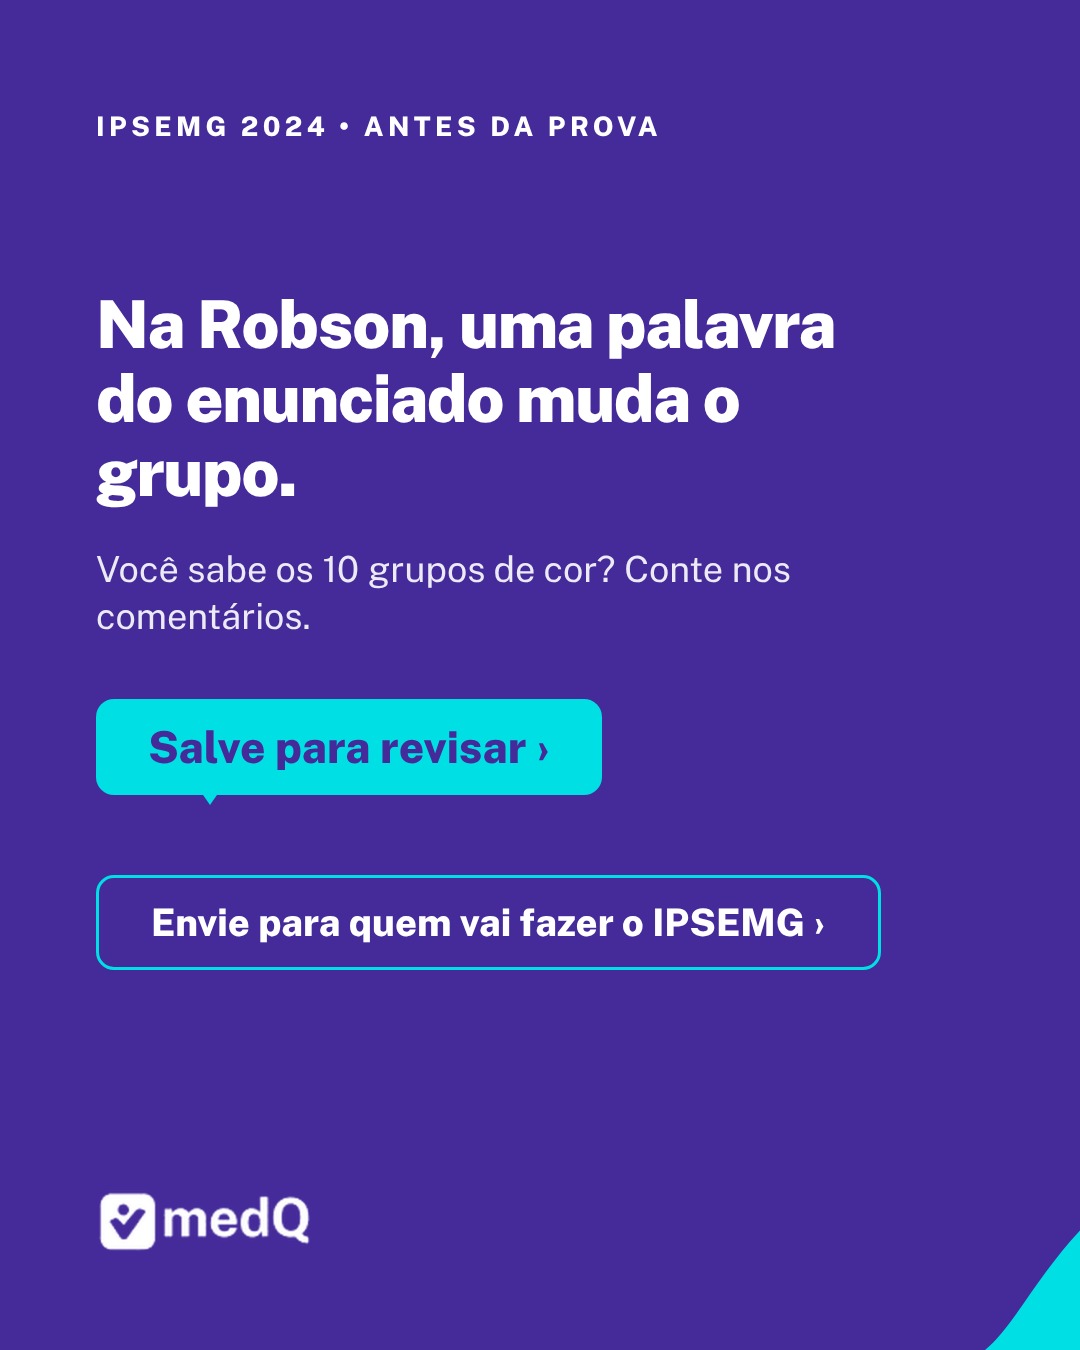 IPSEMG 2024 • ANTES DA PROVA
Na Robson, uma palavra
do enunciado muda o
grupo.
Você sabe os 10 grupos de cor? Conte nos
comentários.
Salve para revisar ›
Envie para quem vai fazer o IPSEMG ›
medQ